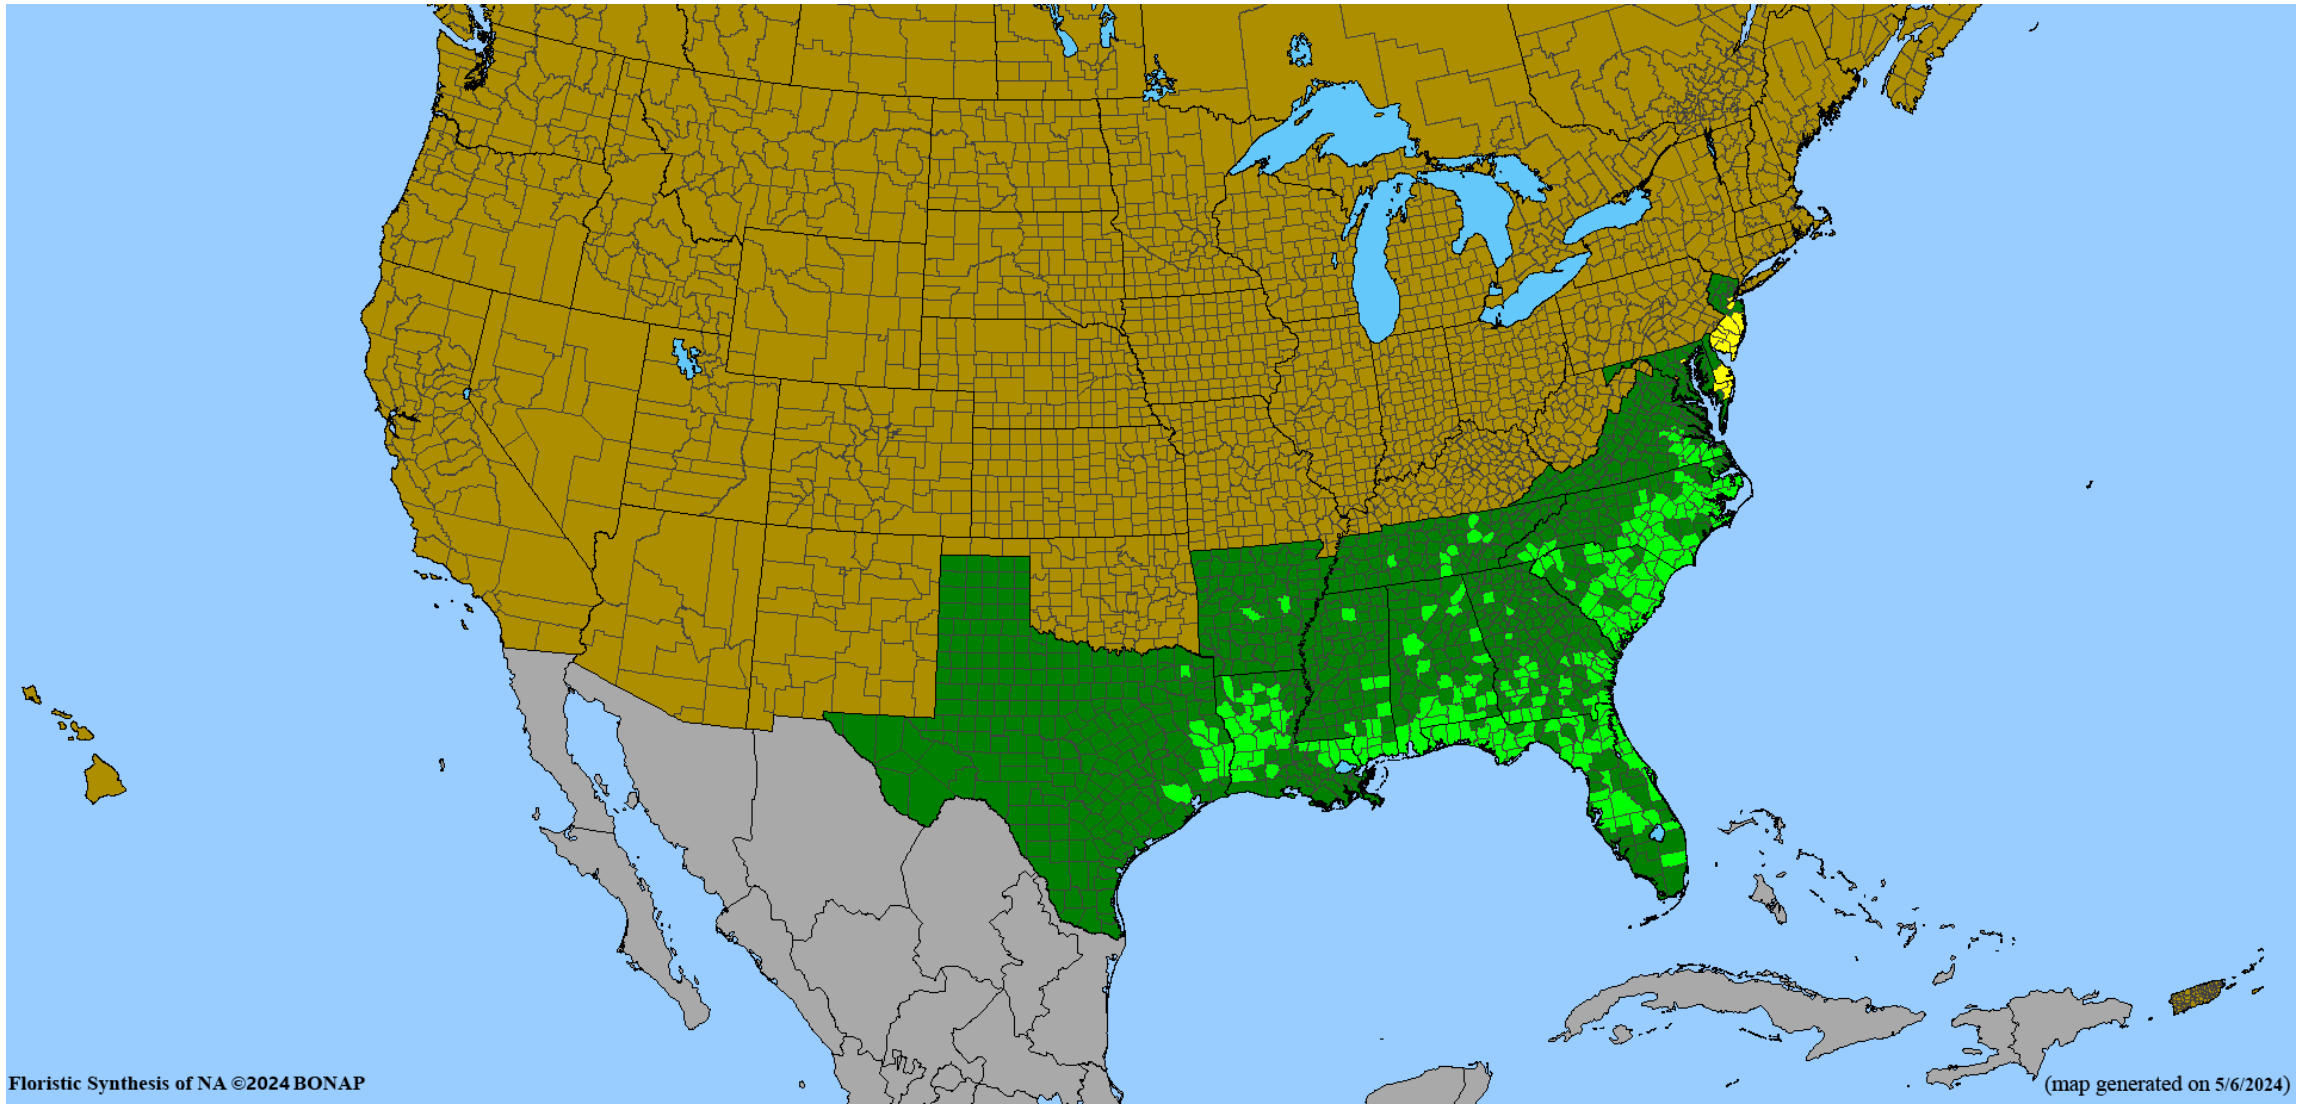 Floristic Synthesis of NA ©2024 BONAP
(map generated on 5/6/2024)